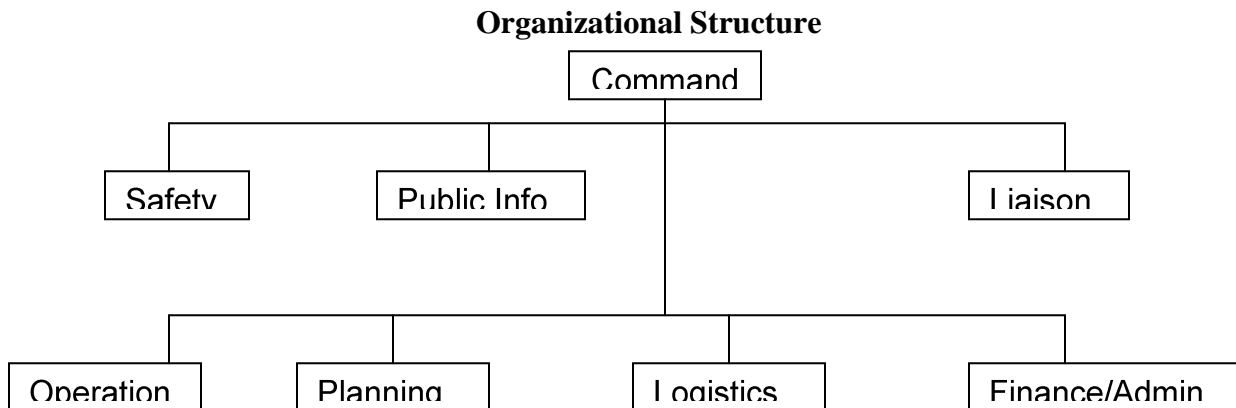 Organizational Structure
Command
Safety
Public Info
Liaison
Operation
Planning
Logistics
Finance/Admin